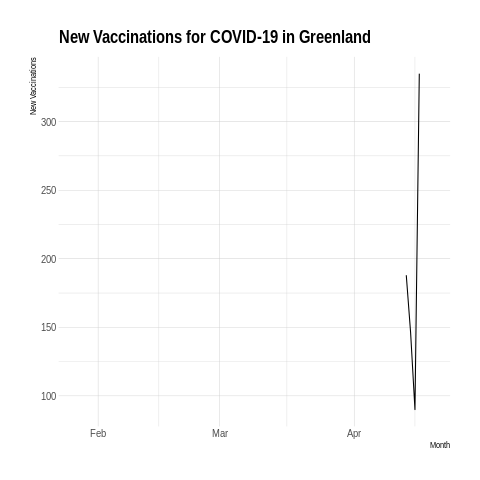 New Vaccinations for COVID-19 in Greenland
New Vaccinations
300
250
200
150
100
Feb Mar Apr
Month